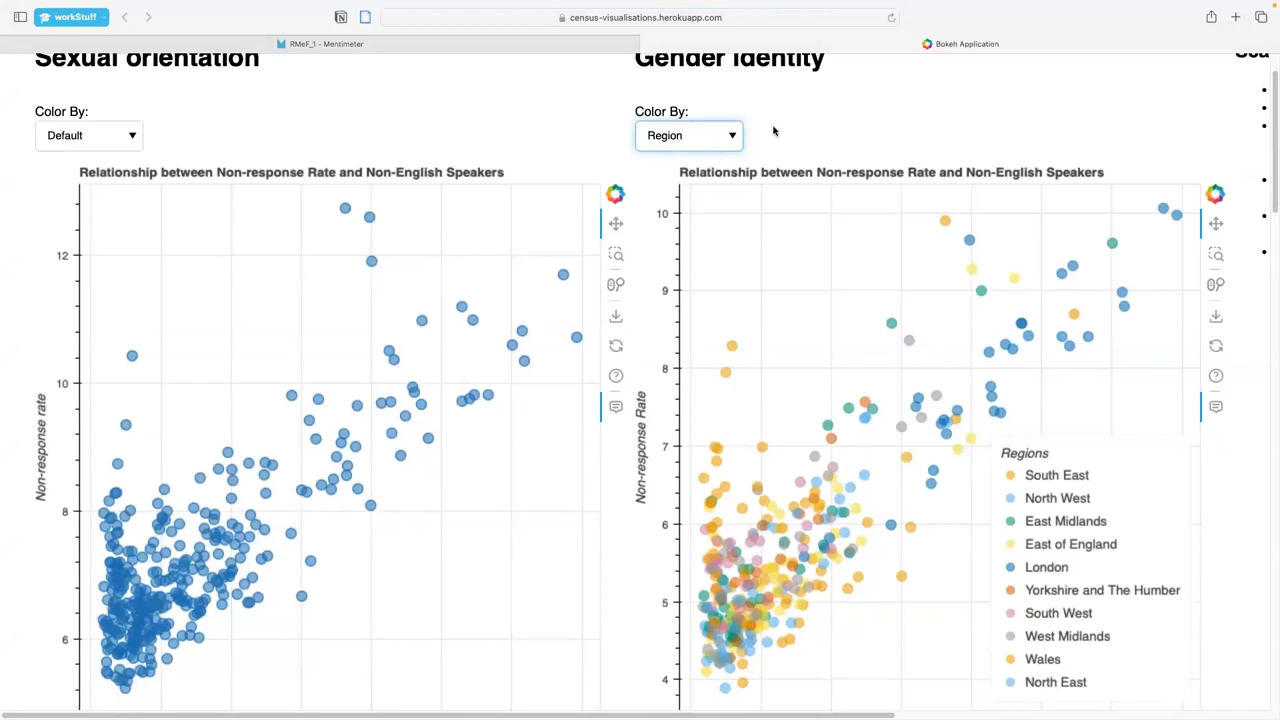 workStuff
census-visualisations.herokuapp.com
RMeF_1 - Mentimeter
Bokeh Application
Sexual orientation
Color By:
Default
Relationship between Non-response Rate and Non-English Speakers
Non-response rate
12
10
8
6
Gender identity
Color By:
Region
Relationship between Non-response Rate and Non-English Speakers
Non-response Rate
10
9
8
7
6
5
4
Regions
South East
North West
East Midlands
East of England
London
Yorkshire and The Humber
South West
West Midlands
Wales
North East